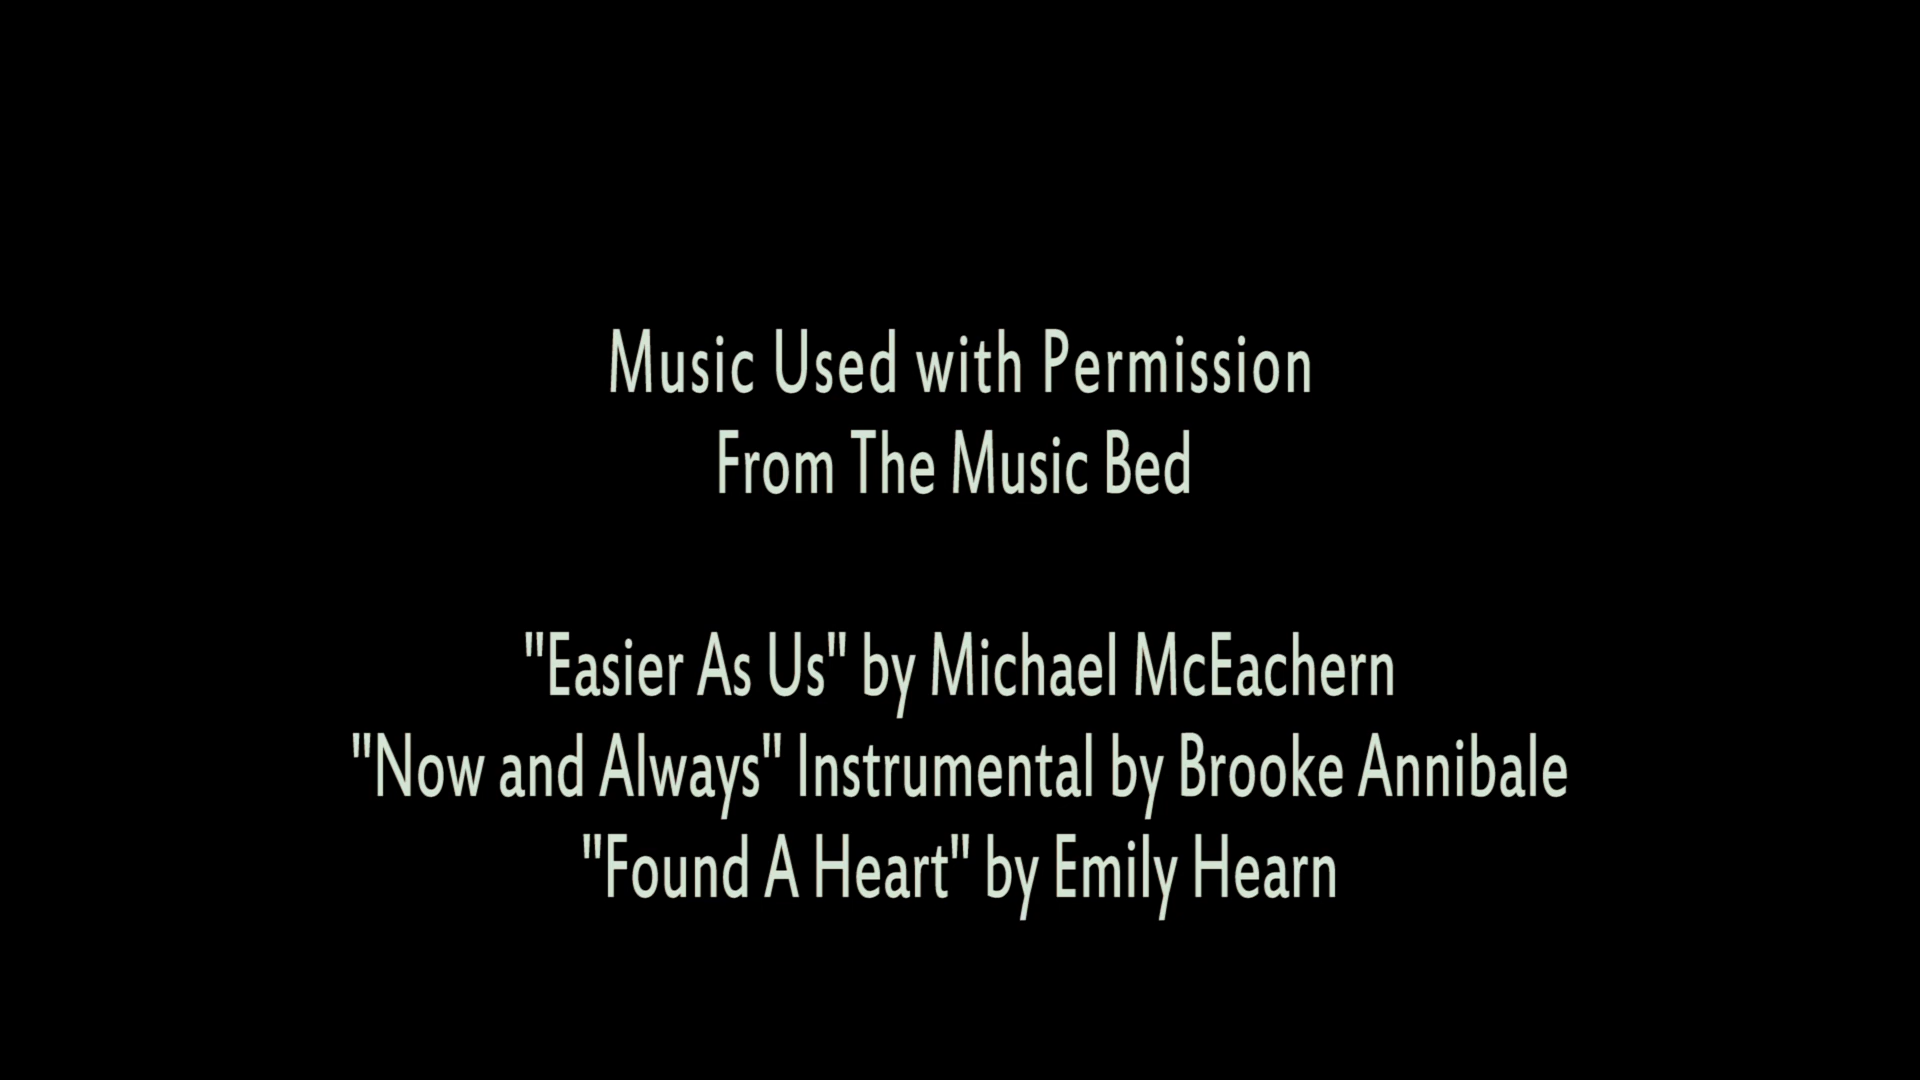 Music Used with Permission
From The Music Bed
"Easier As Us" by Michael McEachern
"Now and Always" Instrumental by Brooke Annibale
"Found A Heart" by Emily Hearn